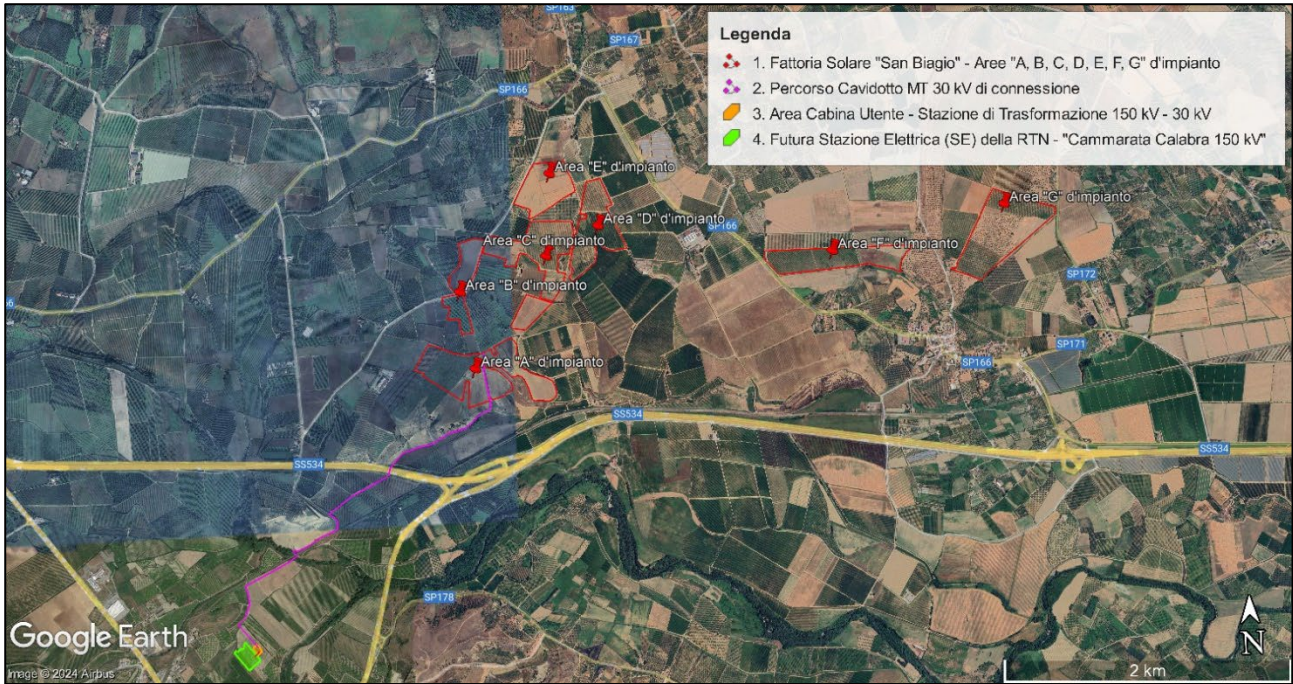 SP163
SP167
Legenda
1. Fattoria Solare "San Biagio" - Aree "A, B, C, D, E, F, G" d'impianto
2. Percorso Cavidotto MT 30 kV di connessione
3. Area Cabina Utente - Stazione di Trasformazione 150 kV - 30 kV
4. Futura Stazione Elettrica (SE) della RTN - "Cammarata Calabra 150 kV"
SP166
Area "E" d'impianto
Area "G" d'impianto
Area "D" d'impianto
SP166
Area "C" d'impianto
Area "F" d'impianto
SP172
Area "B" d'impianto
66
SP171
Area "A" d'impianto
SP166
SS534
SS534
SS534
SP178
Google Earth
N
Image © 2024 Airbus
2 km